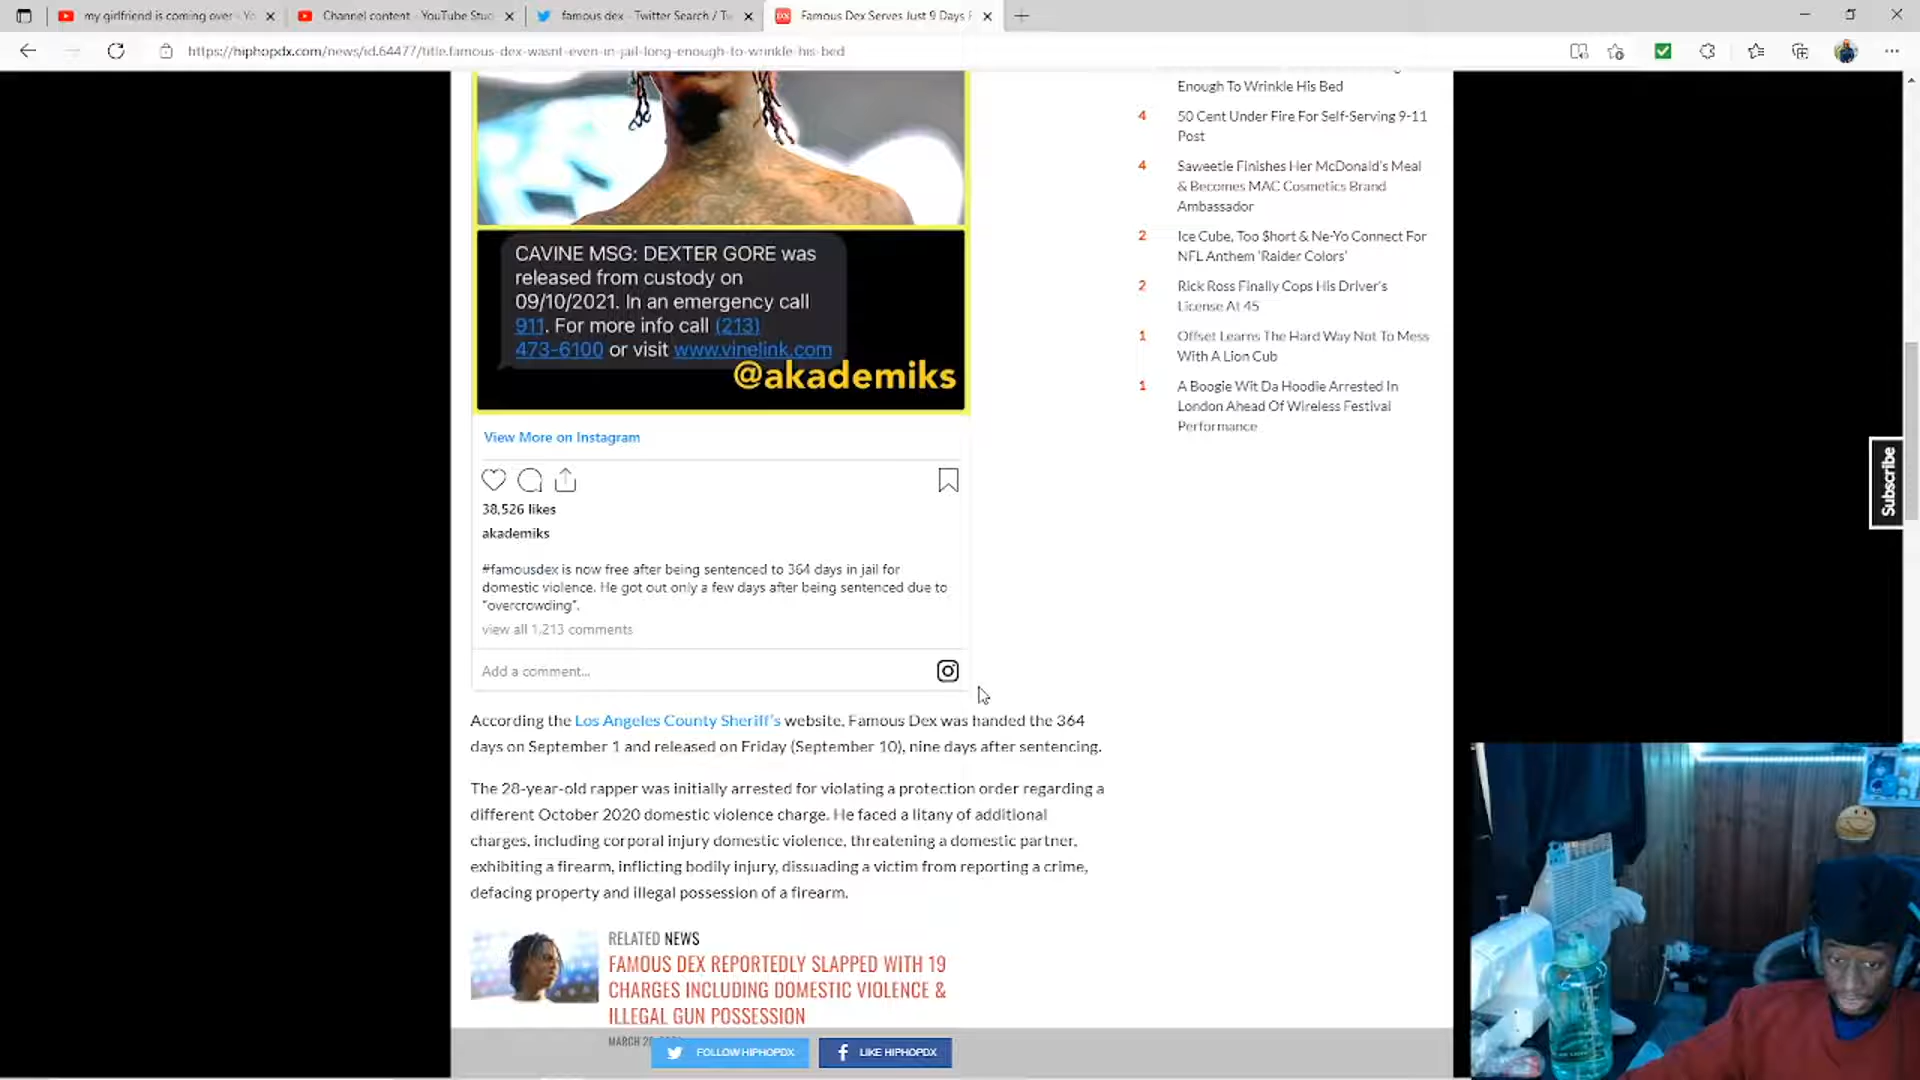 my girlfriend is coming over - Yo
Channel content - YouTube Stud
famous dex - Twitter Search / Tw
Famous Dex Serves Just 9 Days F
https://hiphopdx.com/news/id.64477/title.famous-dex-wasnt-even-in-jail-long-enough-to-wrinkle-his-bed
CAVINE MSG: DEXTER GORE was
released from custody on
09/10/2021. In an emergency call
911. For more info call (213)
473-6100 or visit www.vinelink.com
@akademiks
View More on Instagram
38,526 likes
akademiks
#famousdex is now free after being sentenced to 364 days in jail for
domestic violence. He got out only a few days after being sentenced due to
"overcrowding".
view all 1,213 comments
Add a comment...
According the Los Angeles County Sheriff's website, Famous Dex was handed the 364
days on September 1 and released on Friday (September 10), nine days after sentencing.
The 28-year-old rapper was initially arrested for violating a protection order regarding a
different October 2020 domestic violence charge. He faced a litany of additional
charges, including corporal injury domestic violence, threatening a domestic partner,
exhibiting a firearm, inflicting bodily injury, dissuading a victim from reporting a crime,
defacing property and illegal possession of a firearm.
RELATED NEWS
FAMOUS DEX REPORTEDLY SLAPPED WITH 19
CHARGES INCLUDING DOMESTIC VIOLENCE &
ILLEGAL GUN POSSESSION
MARCH
FOLLOW HIPHOPDX
LIKE HIPHOPDX
Enough To Wrinkle His Bed
4 50 Cent Under Fire For Self-Serving 9-11
Post
4 Saweetie Finishes Her McDonald's Meal
& Becomes MAC Cosmetics Brand
Ambassador
2 Ice Cube, Too $hort & Ne-Yo Connect For
NFL Anthem 'Raider Colors'
2 Rick Ross Finally Cops His Driver's
License At 45
1 Offset Learns The Hard Way Not To Mess
With A Lion Cub
1 A Boogie Wit Da Hoodie Arrested In
London Ahead Of Wireless Festival
Performance
Subscribe